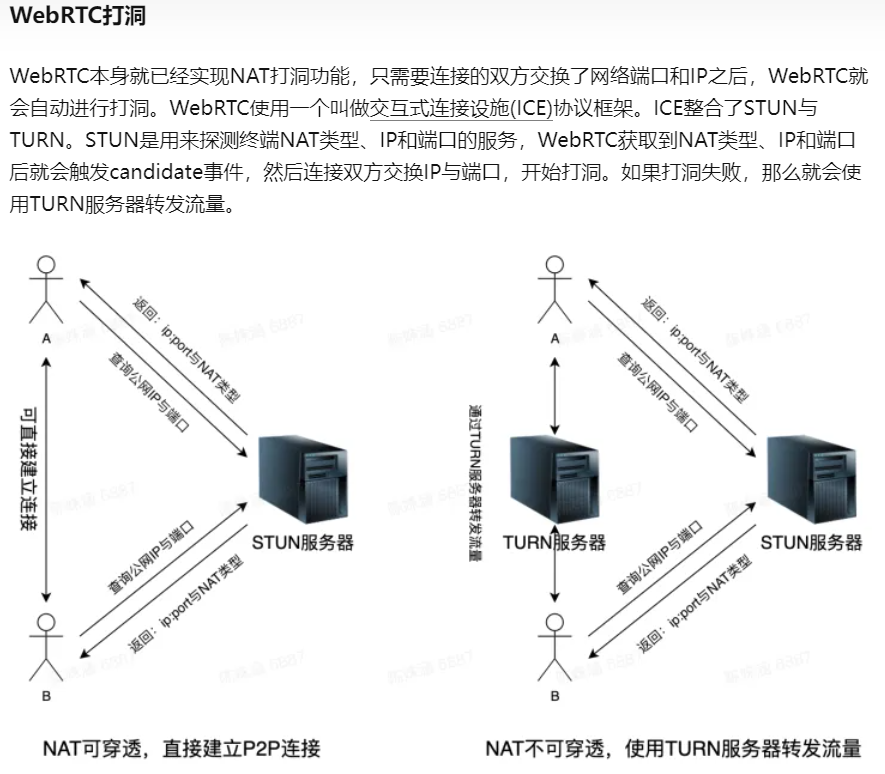 WebRTC打洞
WebRTC本身就已经实现NAT打洞功能，只需要连接的双方交换了网络端口和IP之后，WebRTC就
会自动进行打洞。WebRTC使用一个叫做交互式连接设施(ICE)协议框架。ICE整合了STUN与
TURN。STUN是用来探测终端NAT类型、IP和端口的服务，WebRTC获取到NAT类型、IP和端口
后就会触发candidate事件，然后连接双方交换IP与端口，开始打洞。如果打洞失败，那么就会使
用TURN服务器转发流量。
A
返回：ip:port与NAT类型
查询公网IP与端口
可直接建立连接
STUN服务器
查询公网IP与端口
返回：ip:port与NAT类型
B
NAT可穿透，直接建立P2P连接
A
返回：ip:port与NAT类型
查询公网IP与端口
通过TURN服务器转发流量
TURN服务器
STUN服务器
查询公网IP与端口
返回：ip:port与NAT类型
B
NAT不可穿透，使用TURN服务器转发流量